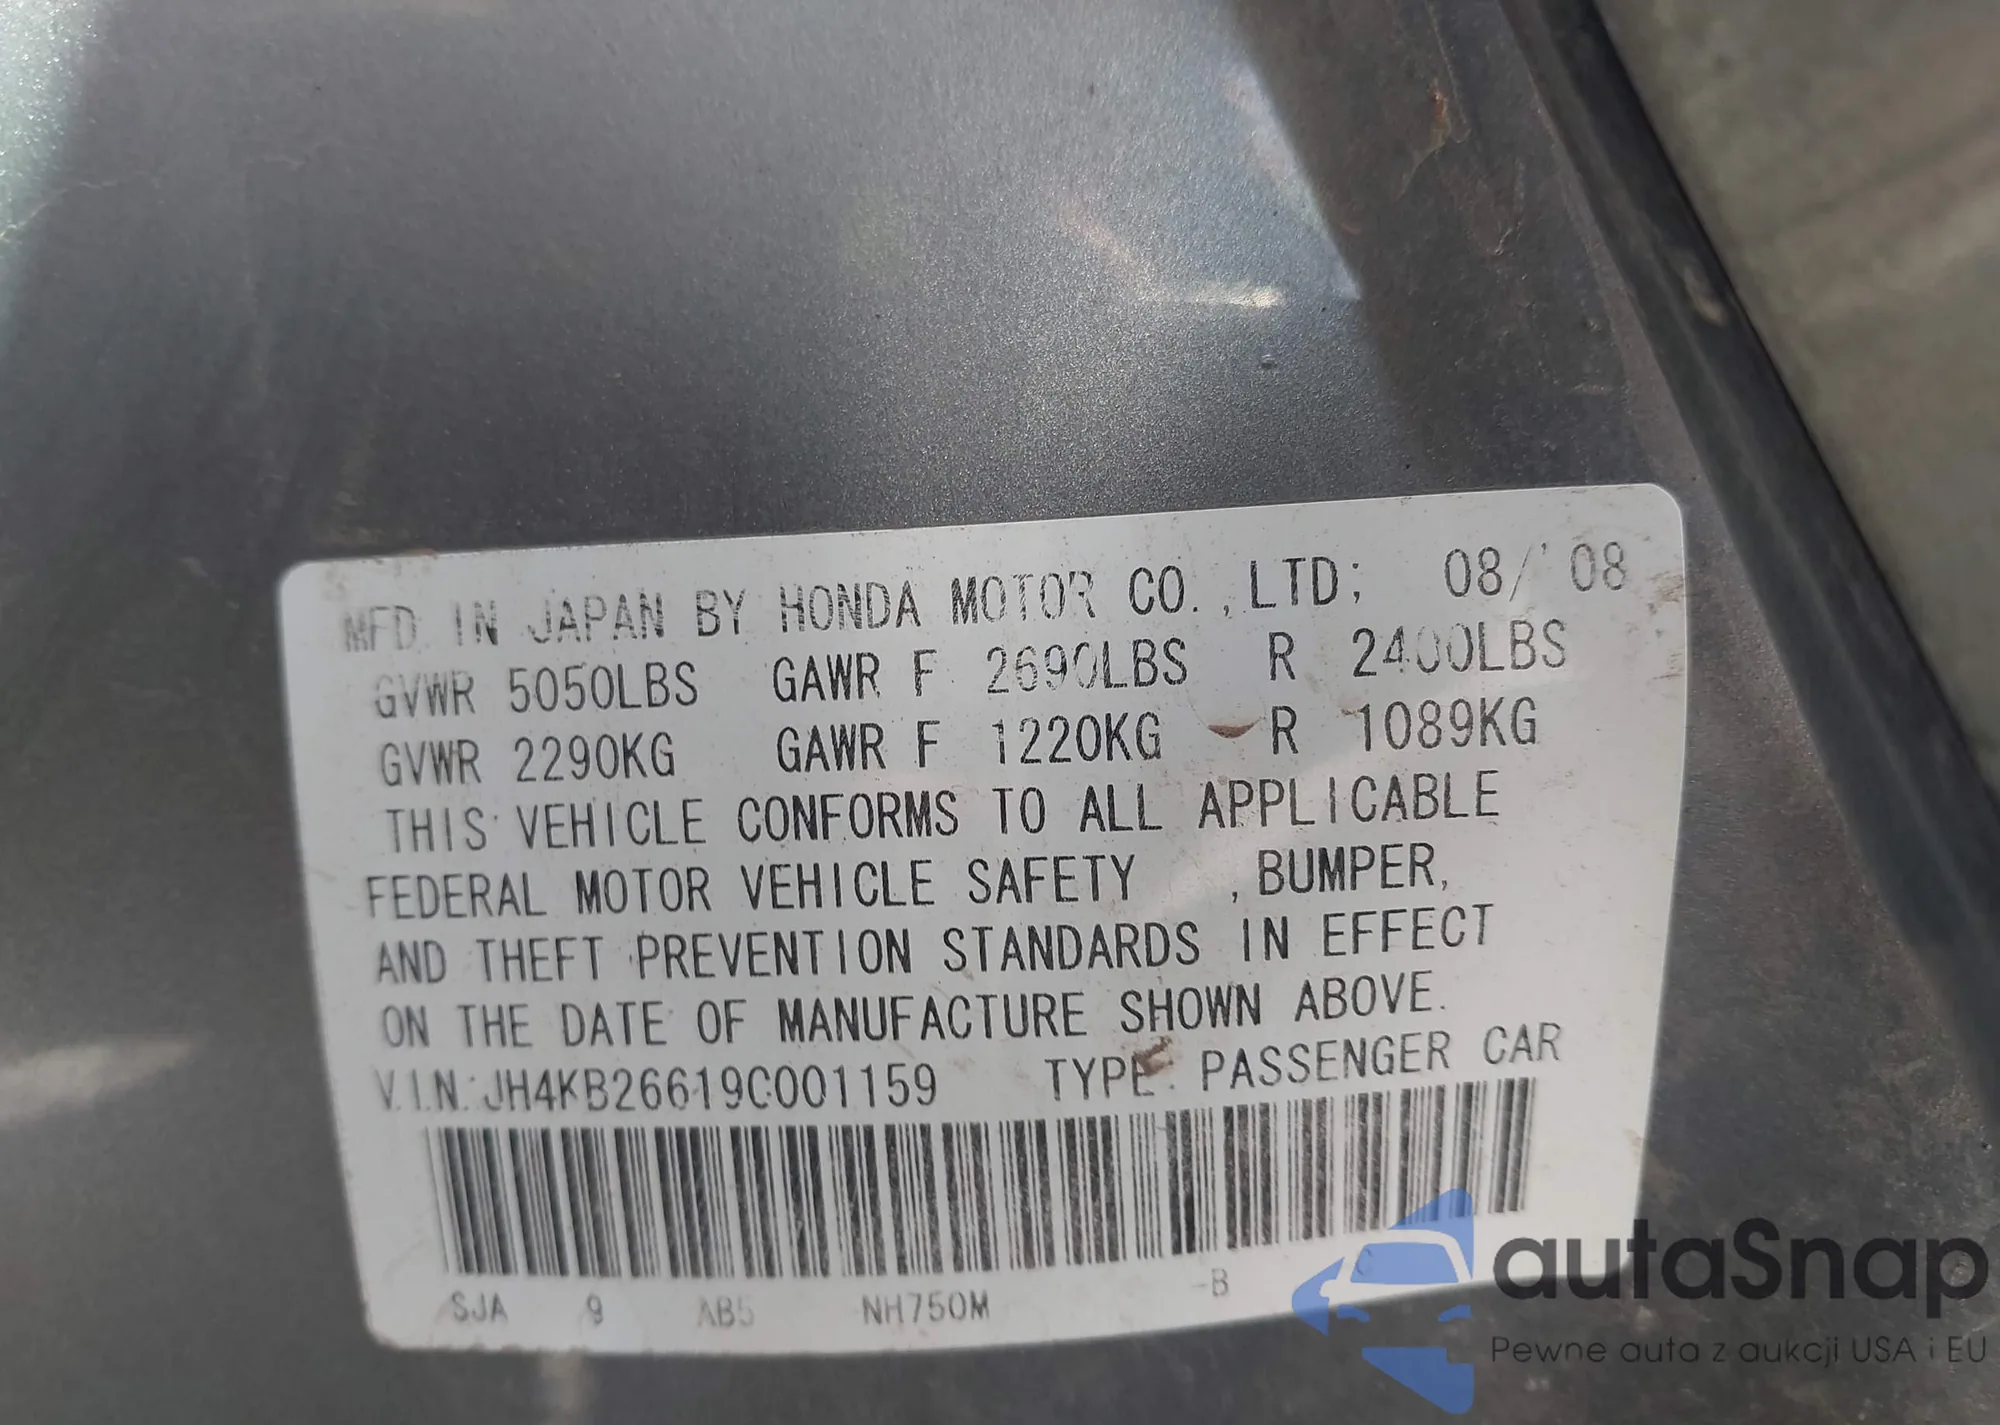 MFD. IN JAPAN BY HONDA MOTOR CO.,LTD; 08/'08
GVWR 5050LBS GAWR F 2690LBS R 2400LBS
GVWR 2290KG GAWR F 1220KG R 1089KG
THIS VEHICLE CONFORMS TO ALL APPLICABLE
FEDERAL MOTOR VEHICLE SAFETY ,BUMPER,
AND THEFT PREVENTION STANDARDS IN EFFECT
ON THE DATE OF MANUFACTURE SHOWN ABOVE.
V.I.N:JH4KB26619C001159 TYPE: PASSENGER CAR
SJA 9 AB5 NH750M -B C
autaSnap
Pewne auta z aukcji USA i EU